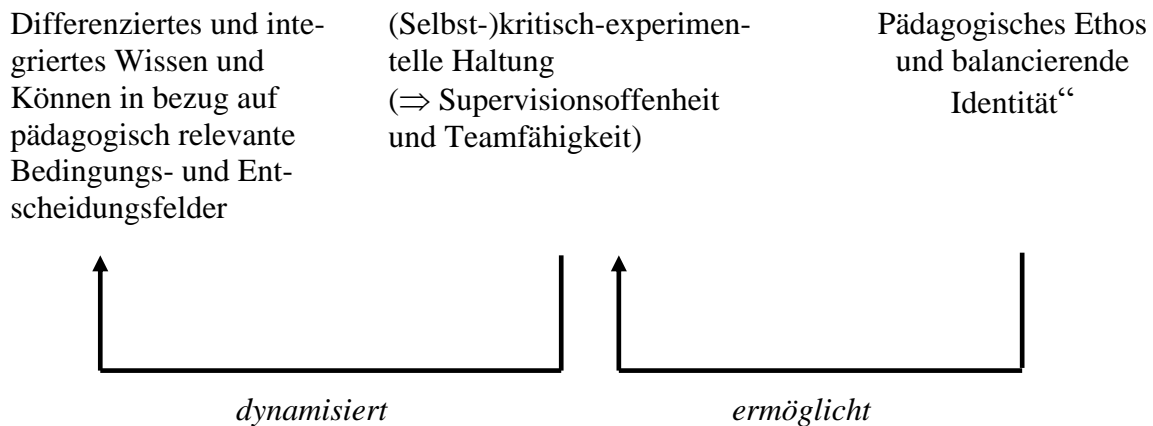 Differenziertes und inte-
griertes Wissen und
Können in bezug auf
pädagogisch relevante
Bedingungs- und Ent-
scheidungsfelder
(Selbst-)kritisch-experimen-
telle Haltung
(⇒ Supervisionsoffenheit
und Teamfähigkeit)
Pädagogisches Ethos
und balancierende
Identität“
dynamisiert
ermöglicht